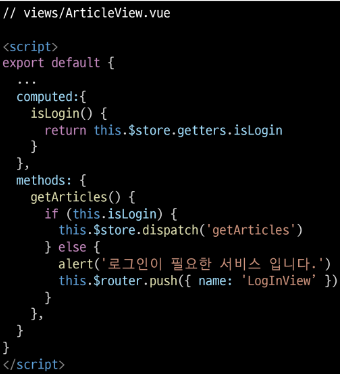 // views/ArticleView.vue

<script>
export default {
  ...
  computed:{
    isLogin() {
      return this.$store.getters.isLogin
    }
  },
  methods: {
    getArticles() {
      if (this.isLogin) {
        this.$store.dispatch('getArticles')
      } else {
        alert('로그인이 필요한 서비스 입니다.')
        this.$router.push({ name: 'LogInView’ })
      }
    },
  }
}
</script>